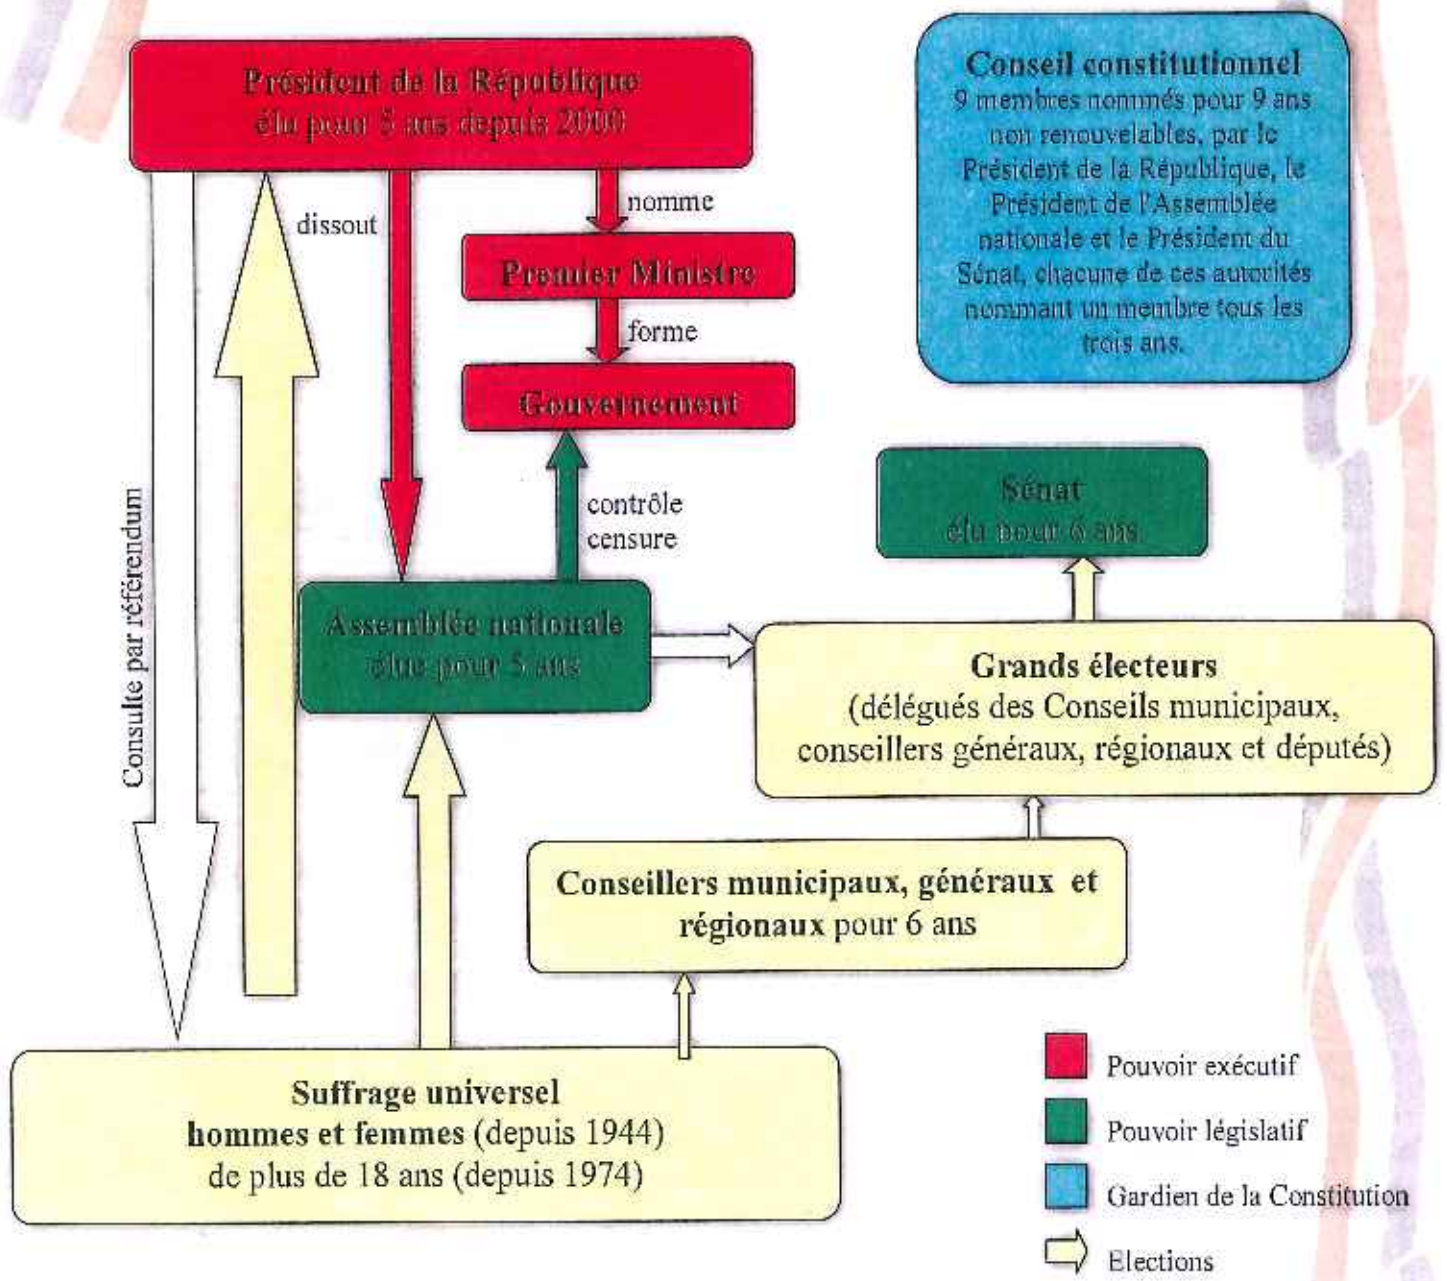 Président de la République
élu pour 5 ans depuis 2000
Conseil constitutionnel
9 membres nommés pour 9 ans
non renouvelables, par le
Président de la République, le
Président de l'Assemblée
nationale et le Président du
Sénat, chacune de ces autorités
nommant un membre tous les
trois ans.
dissout
nomme
Premier Ministre
forme
Gouvernement
contrôle
censure
Consulte par référendum
Sénat
élu pour 6 ans
Assemblée nationale
élue pour 5 ans
Grands électeurs
(délégués des Conseils municipaux,
conseillers généraux, régionaux et députés)
Conseillers municipaux, généraux et
régionaux pour 6 ans
Suffrage universel
hommes et femmes (depuis 1944)
de plus de 18 ans (depuis 1974)
Pouvoir exécutif
Pouvoir législatif
Gardien de la Constitution
Elections